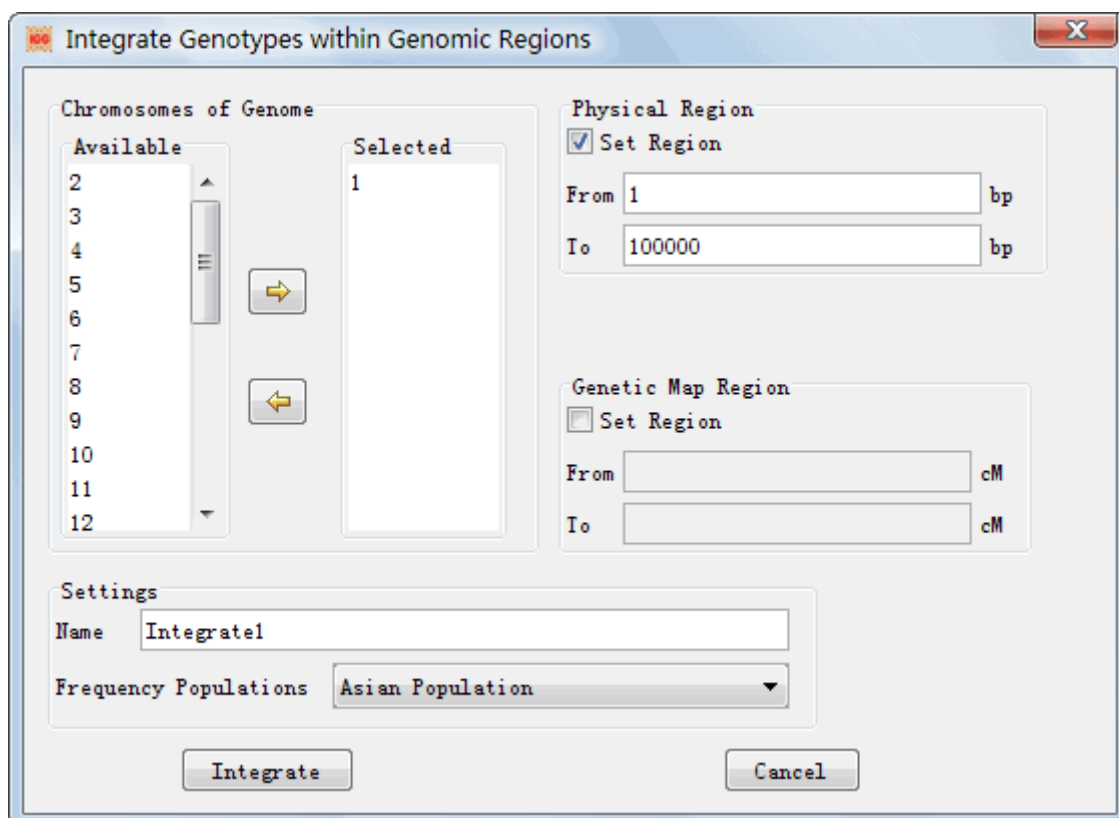 IGG Integrate Genotypes within Genomic Regions
Chromosomes of Genome
Available
Selected
2
3
4
5
6
7
8
9
10
11
12
1
Physical Region
Set Region
From 1 bp
To 100000 bp
Genetic Map Region
Set Region
From cM
To cM
Settings
Name Integrate1
Frequency Populations Asian Population
Integrate
Cancel